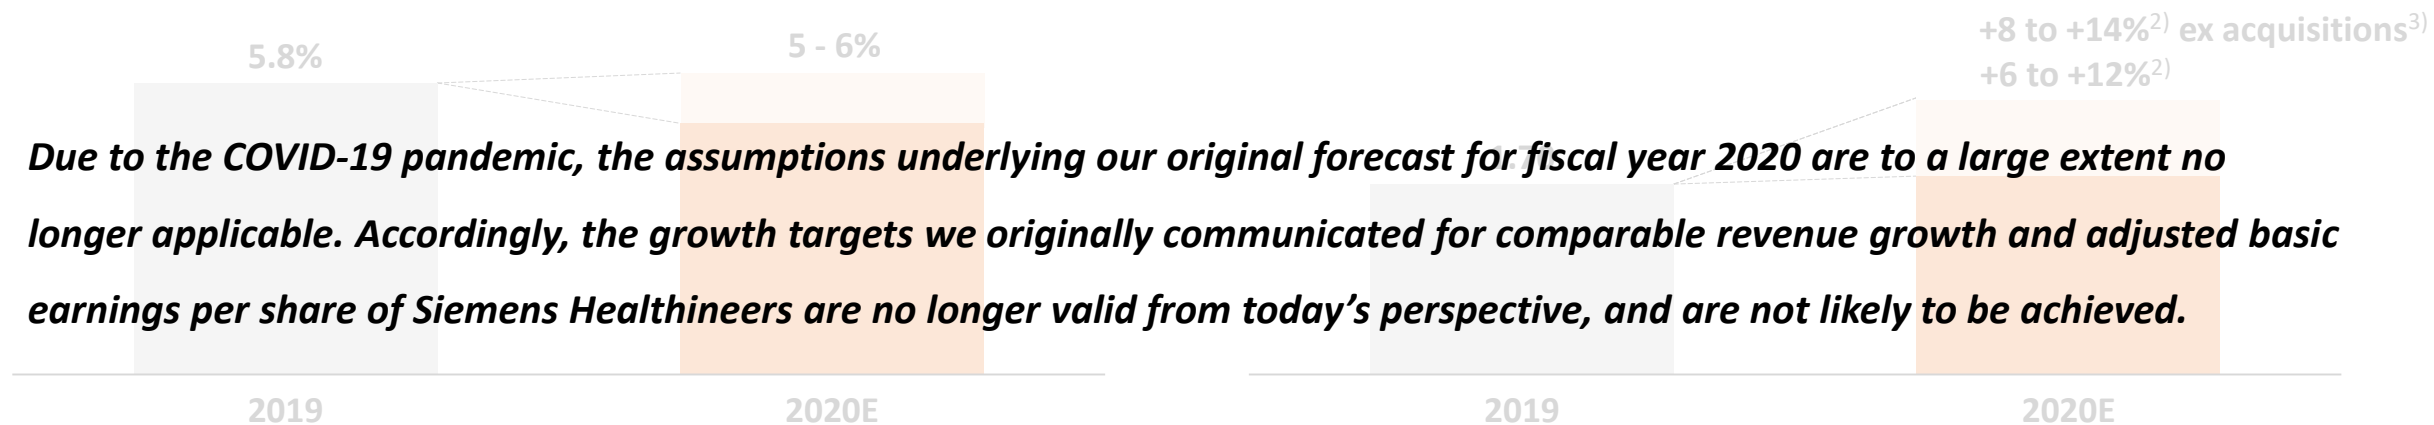 +8 to +14%2) ex acquisitions3)
5.8%
5 - 6%
+6 to +12%2)
Due to the COVID-19 pandemic, the assumptions underlying our original forecast for fiscal year 2020 are to a large extent no
longer applicable. Accordingly, the growth targets we originally communicated for comparable revenue growth and adjusted basic
earnings per share of Siemens Healthineers are no longer valid from today’s perspective, and are not likely to be achieved.
2019
2020E
2019
2020E